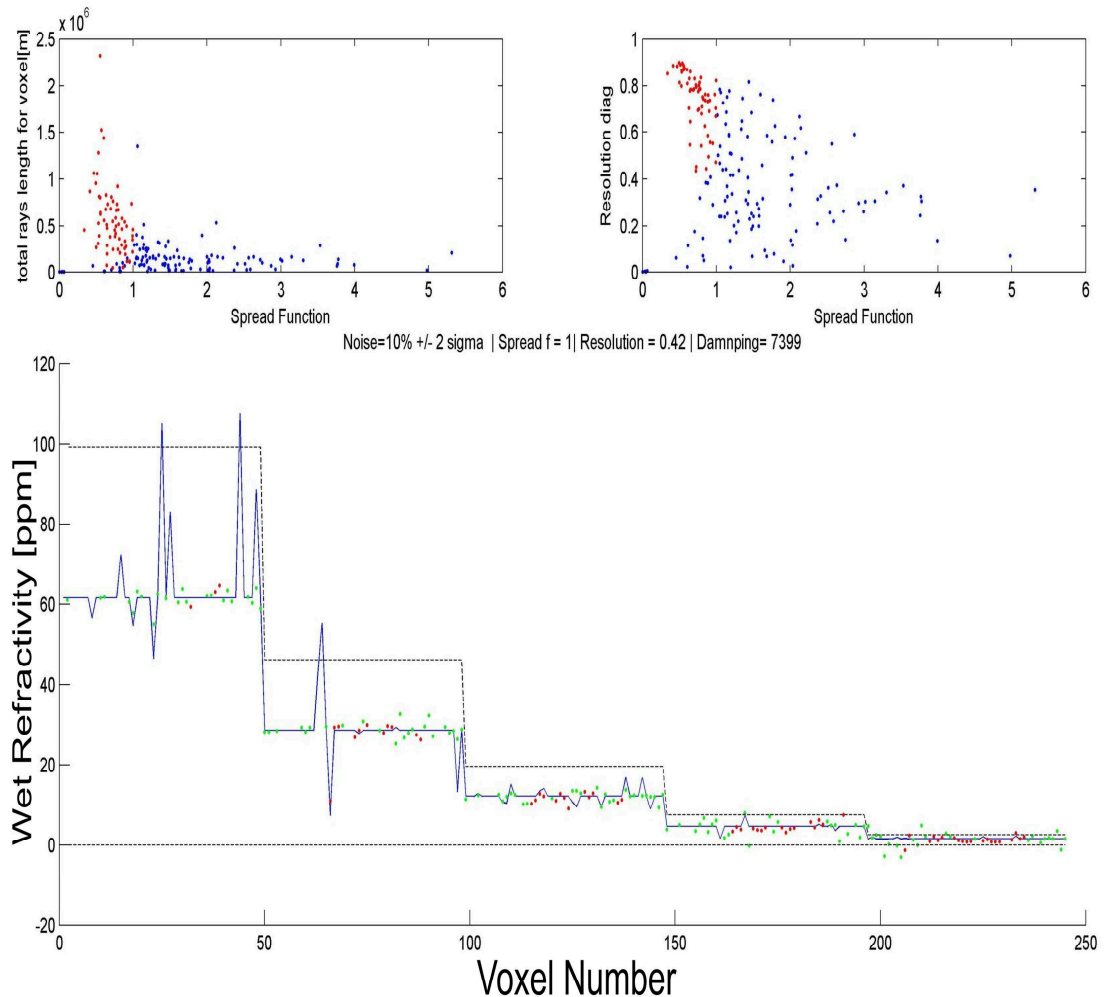 x 10^6
2.5
2
1.5
1
0.5
0
total rays length for voxel[m]
0 1 2 3 4 5 6
Spread Function
1
0.8
0.6
0.4
0.2
0
Resolution diag
0 1 2 3 4 5 6
Spread Function
Noise=10% +/- 2 sigma | Spread f = 1| Resolution = 0.42 | Damnping= 7399
120
100
80
60
40
20
0
-20
Wet Refractivity [ppm]
0 50 100 150 200 250
Voxel Number